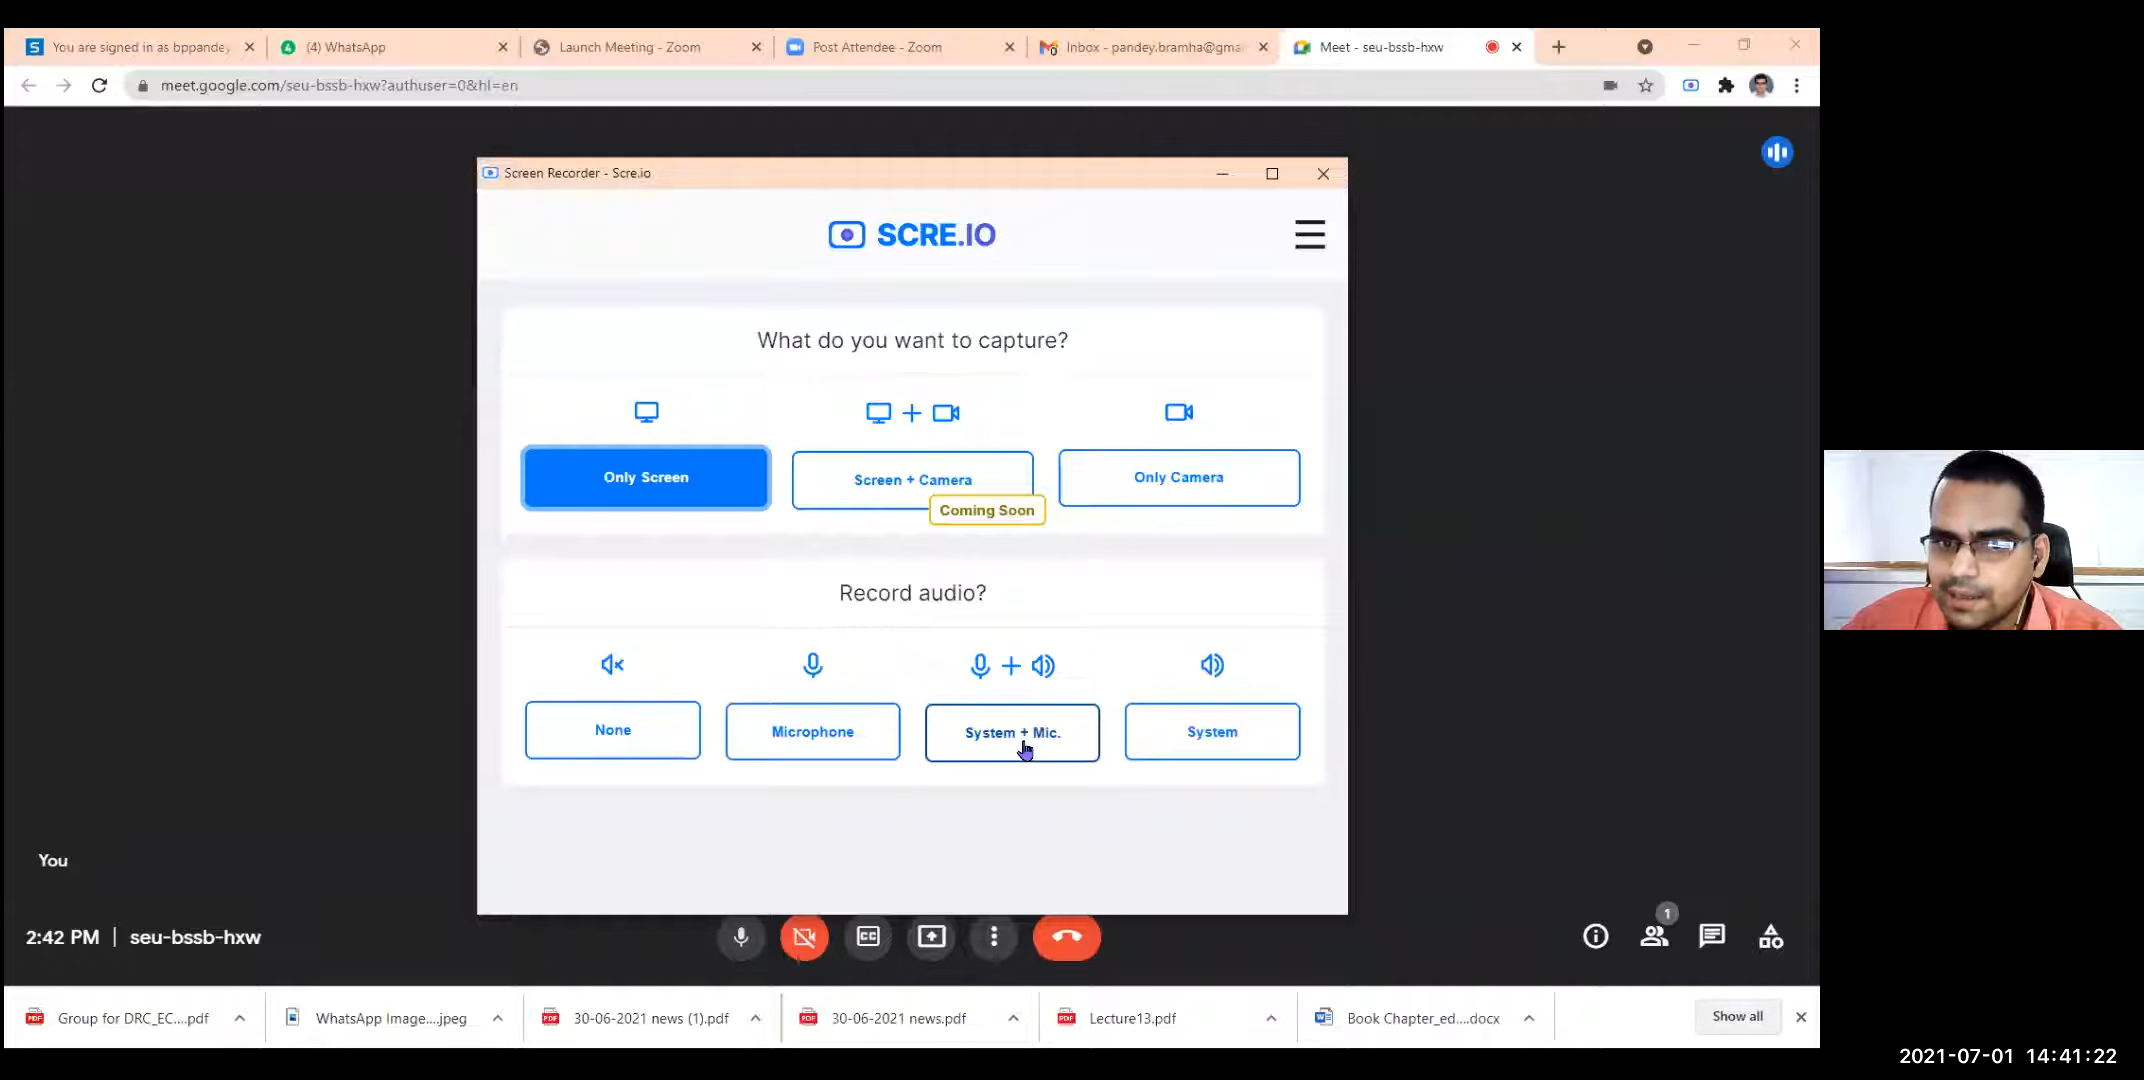 You are signed in as bppandey
(4) WhatsApp
Launch Meeting - Zoom
Post Attendee - Zoom
Inbox - pandey.bramha@gmai
Meet - seu-bssb-hxw
meet.google.com/seu-bssb-hxw?authuser=0&hl=en
Screen Recorder - Scre.io
SCRE.IO
What do you want to capture?
Only Screen
Screen + Camera
Only Camera
Coming Soon
Record audio?
None
Microphone
System + Mic.
System
You
2:42 PM | seu-bssb-hxw
CC
1
Group for DRC_EC....pdf
WhatsApp Image....jpeg
30-06-2021 news (1).pdf
30-06-2021 news.pdf
Lecture13.pdf
Book Chapter_ed....docx
Show all
2021-07-01 14:41:22